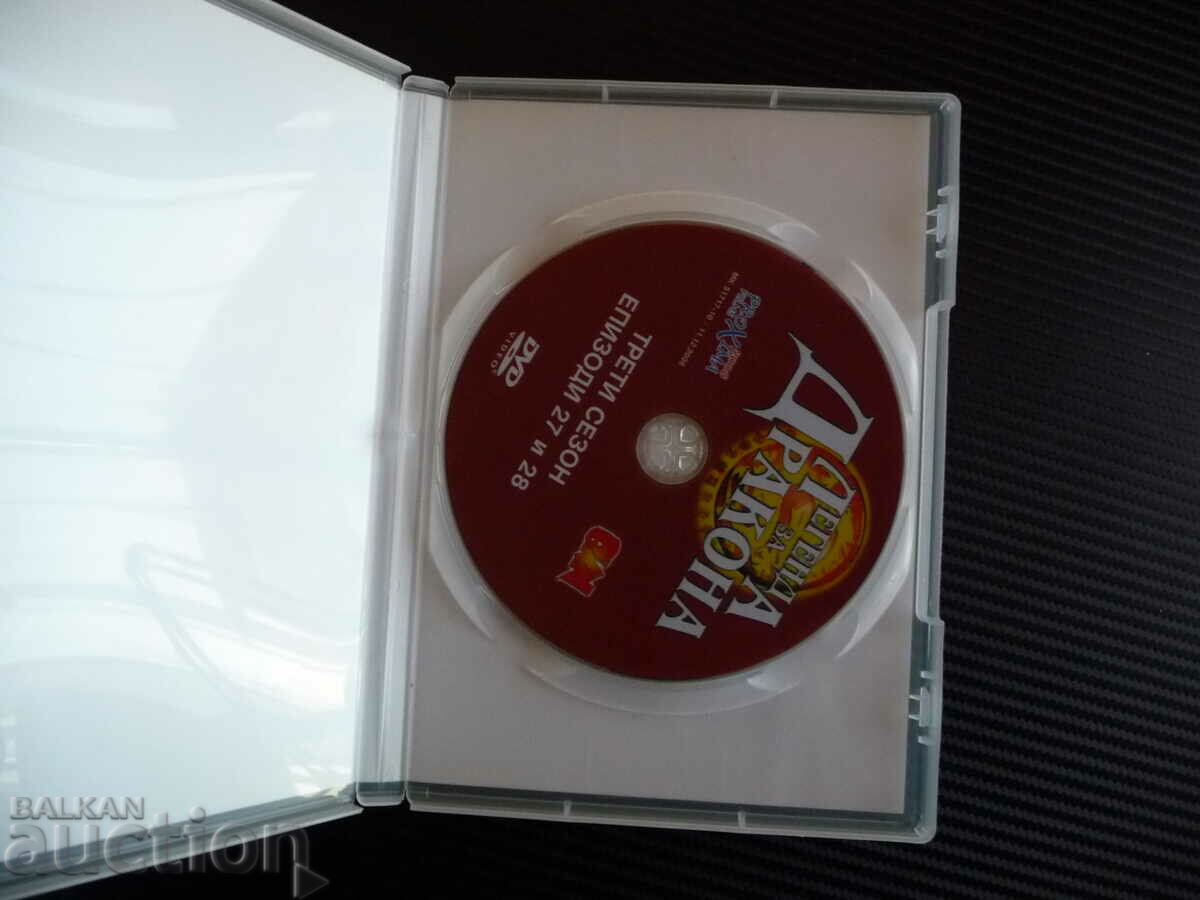 ЛЕГЕНДА
ЗА
ДРАКОНА
ТРЕТИ СЕЗОН
ЕПИЗОДИ 27 и 28
DVD
VIDEO
BALKAN
auction